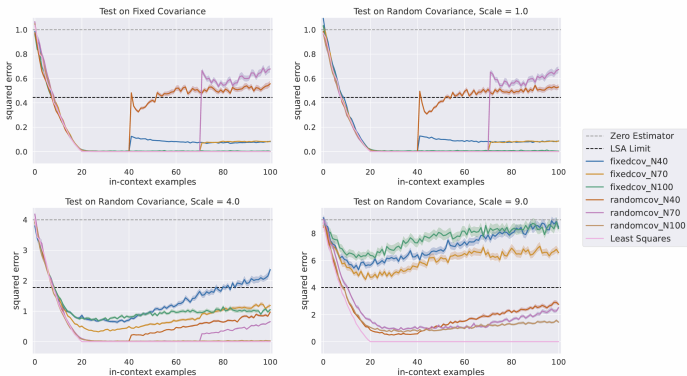 Test on Fixed Covariance
squared error
1.0
0.8
0.6
0.4
0.2
0.0
0 20 40 60 80 100
in-context examples
Test on Random Covariance, Scale = 1.0
squared error
1.0
0.8
0.6
0.4
0.2
0.0
0 20 40 60 80 100
in-context examples
Test on Random Covariance, Scale = 4.0
squared error
4
3
2
1
0
0 20 40 60 80 100
in-context examples
Test on Random Covariance, Scale = 9.0
squared error
8
6
4
2
0
0 20 40 60 80 100
in-context examples
Zero Estimator
LSA Limit
fixedcov_N40
fixedcov_N70
fixedcov_N100
randomcov_N40
randomcov_N70
randomcov_N100
Least Squares